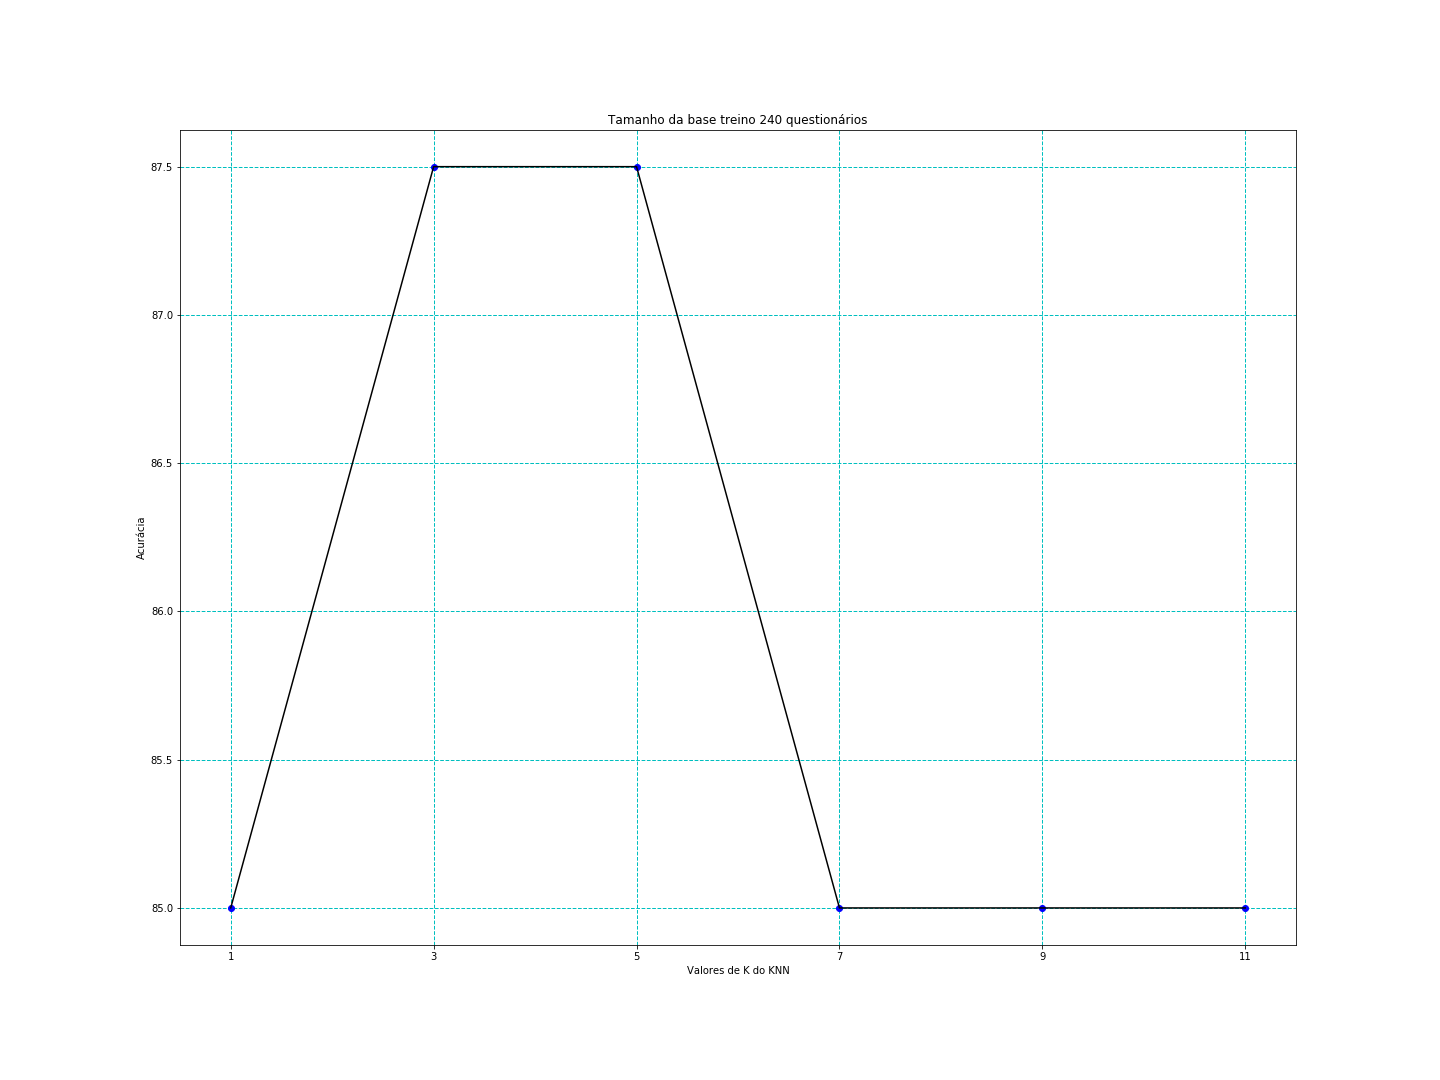 Tamanho da base treino 240 questionários
87.5
87.0
86.5
86.0
85.5
85.0
Acurácia
1 3 5 7 9 11
Valores de K do KNN